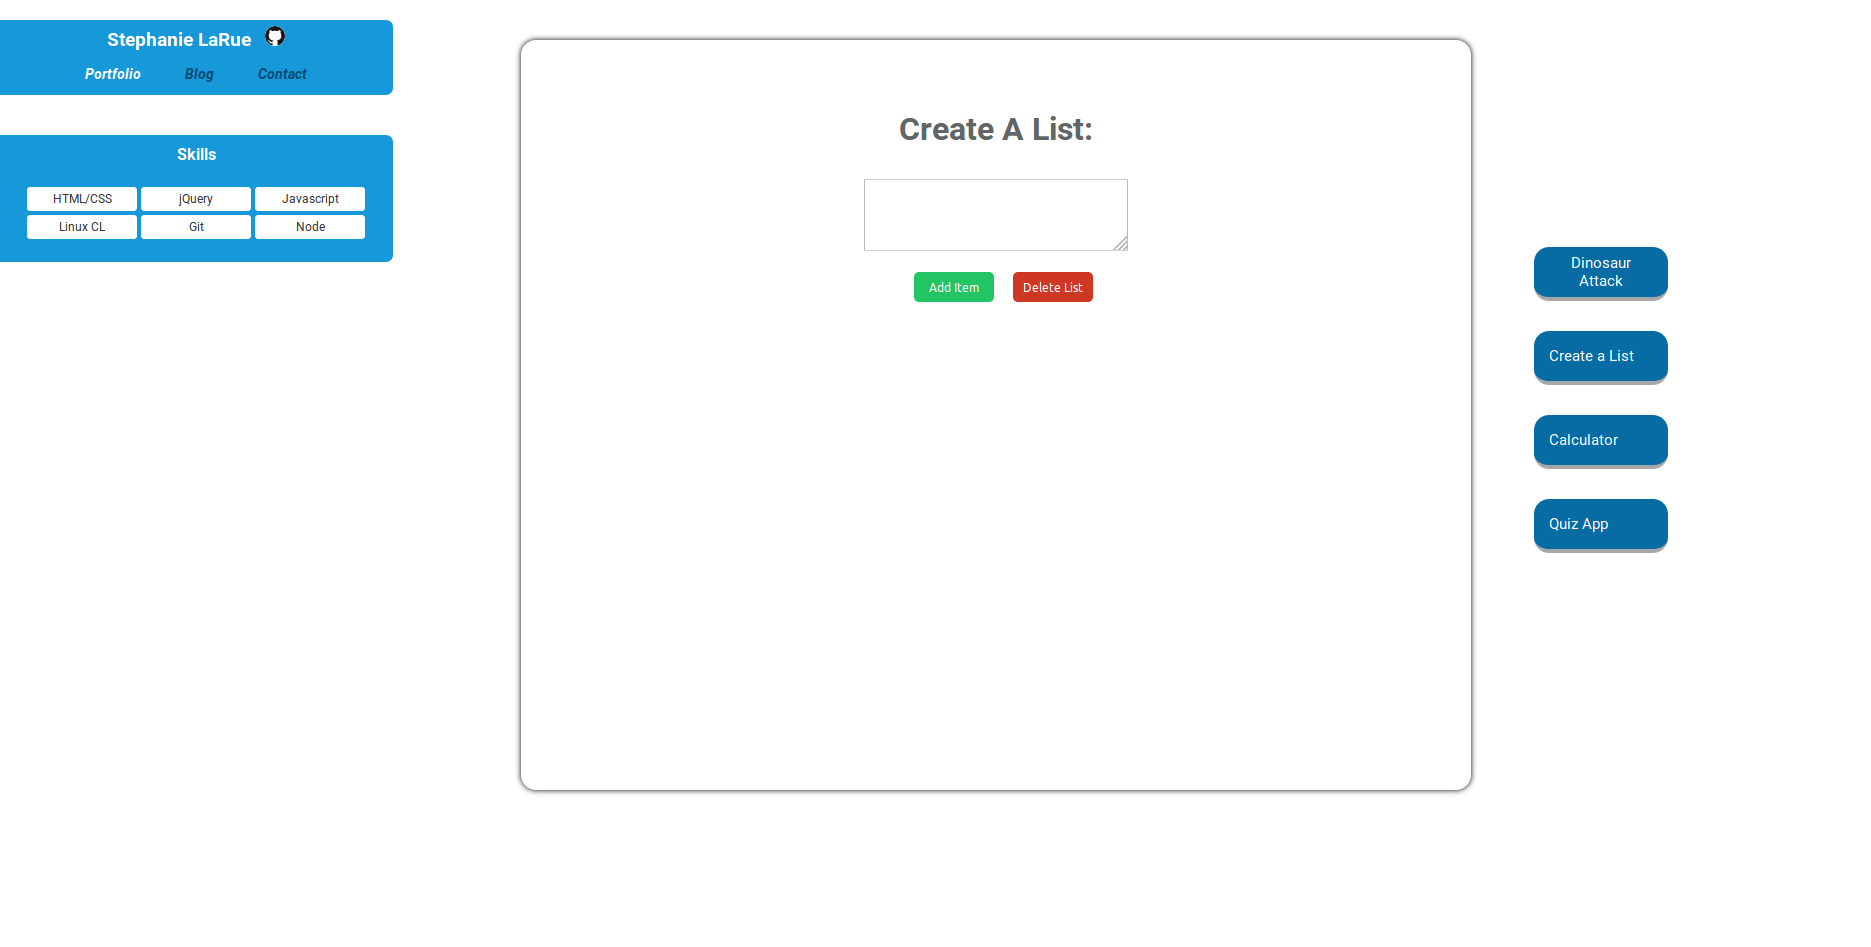 Stephanie LaRue
Portfolio Blog Contact
Skills
HTML/CSS jQuery Javascript
Linux CL Git Node
Create A List:
Add Item Delete List
Dinosaur
Attack
Create a List
Calculator
Quiz App